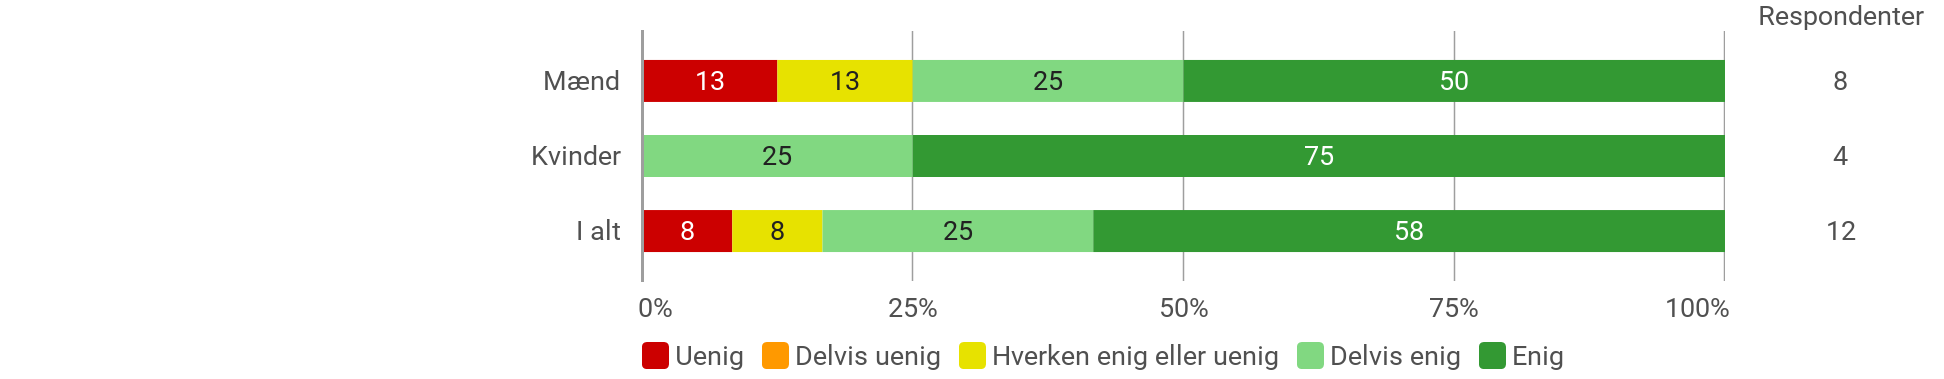 Respondenter
Mænd 13 13 25 50 8
Kvinder 25 75 4
I alt 8 8 25 58 12
0% 25% 50% 75% 100%
Uenig Delvis uenig Hverken enig eller uenig Delvis enig Enig